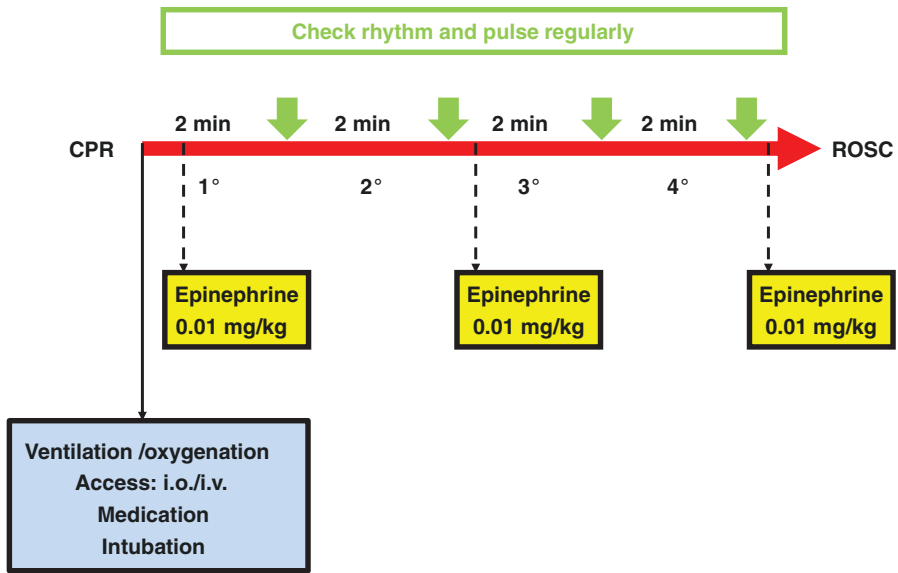 Check rhythm and pulse regularly
2 min 2 min 2 min 2 min
CPR ROSC
1° 2° 3° 4°
Epinephrine
0.01 mg/kg
Epinephrine
0.01 mg/kg
Epinephrine
0.01 mg/kg
Ventilation /oxygenation
Access: i.o./i.v.
Medication
Intubation